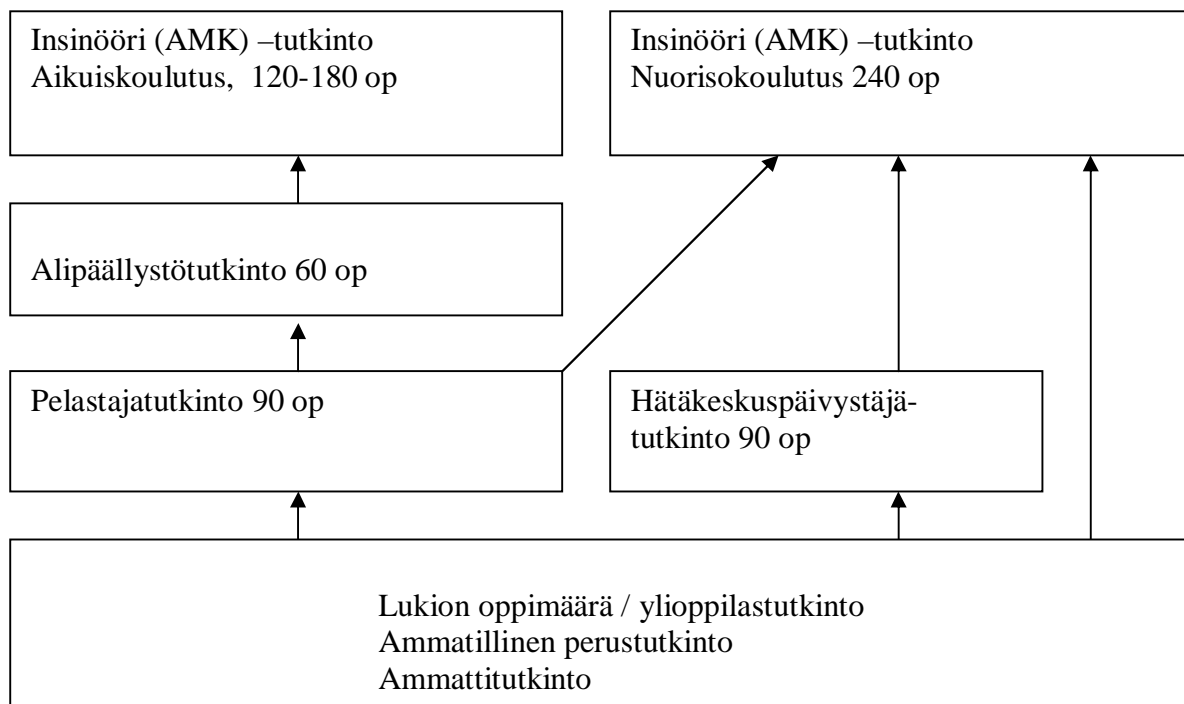 Insinööri (AMK) –tutkinto
Aikuiskoulutus,  120-180 op
Insinööri (AMK) –tutkinto
Nuorisokoulutus 240 op
Alipäällystötutkinto 60 op
Pelastajatutkinto 90 op
Hätäkeskuspäivystäjä-
tutkinto 90 op
Lukion oppimäärä / ylioppilastutkinto
Ammatillinen perustutkinto
Ammattitutkinto